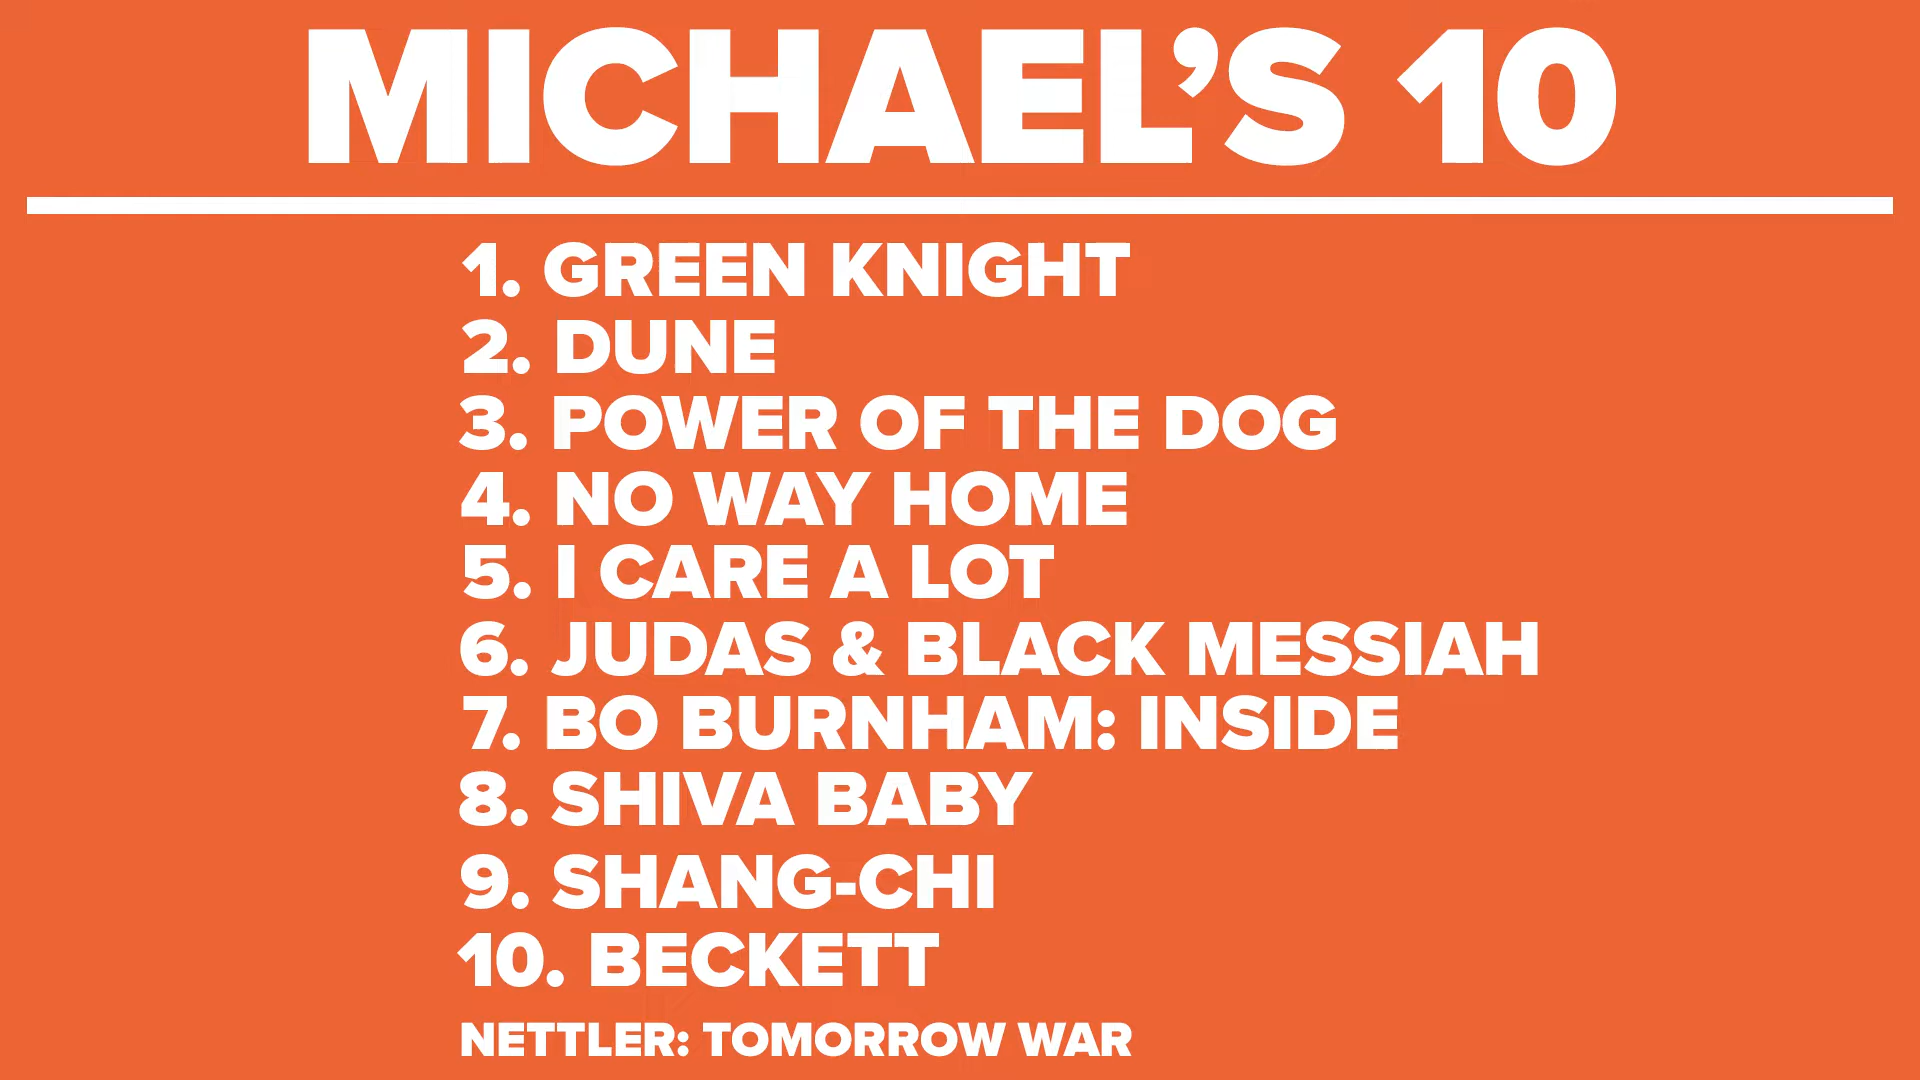 MICHAEL’S 10
1. GREEN KNIGHT
2. DUNE
3. POWER OF THE DOG
4. NO WAY HOME
5. I CARE A LOT
6. JUDAS & BLACK MESSIAH
7. BO BURNHAM: INSIDE
8. SHIVA BABY
9. SHANG-CHI
10. BECKETT
NETTLER: TOMORROW WAR